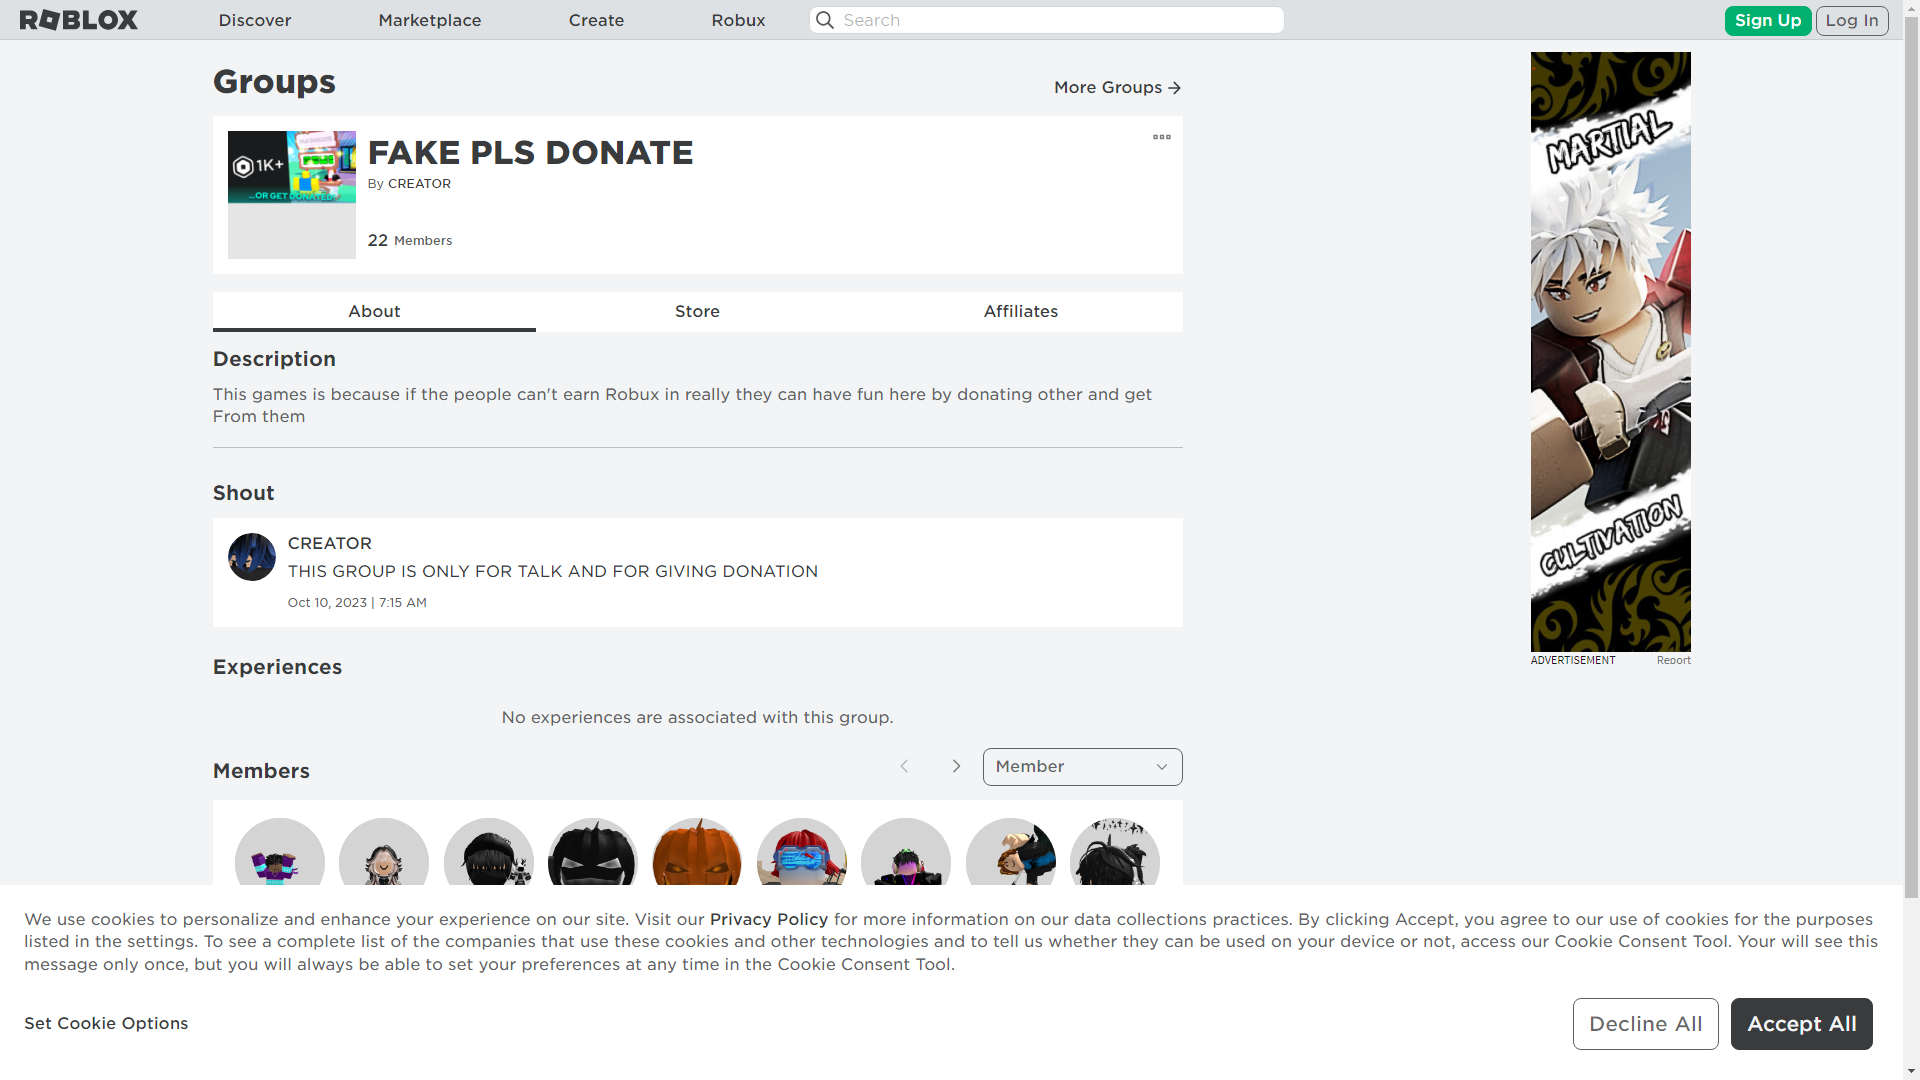 ROBLOX
Discover
Marketplace
Create
Robux
Search
Sign Up
Log In
Groups
More Groups
1K+
...OR GET DONATED!
FAKE PLS DONATE
By CREATOR
22 Members
About
Store
Affiliates
Description
This games is because if the people can't earn Robux in really they can have fun here by donating other and get
From them
Shout
CREATOR
THIS GROUP IS ONLY FOR TALK AND FOR GIVING DONATION
Oct 10, 2023 | 7:15 AM
Experiences
No experiences are associated with this group.
Members
Member
MARTIAL
CULTIVATION
ADVERTISEMENT
Report
We use cookies to personalize and enhance your experience on our site. Visit our Privacy Policy for more information on our data collections practices. By clicking Accept, you agree to our use of cookies for the purposes
listed in the settings. To see a complete list of the companies that use these cookies and other technologies and to tell us whether they can be used on your device or not, access our Cookie Consent Tool. Your will see this
message only once, but you will always be able to set your preferences at any time in the Cookie Consent Tool.
Set Cookie Options
Decline All
Accept All